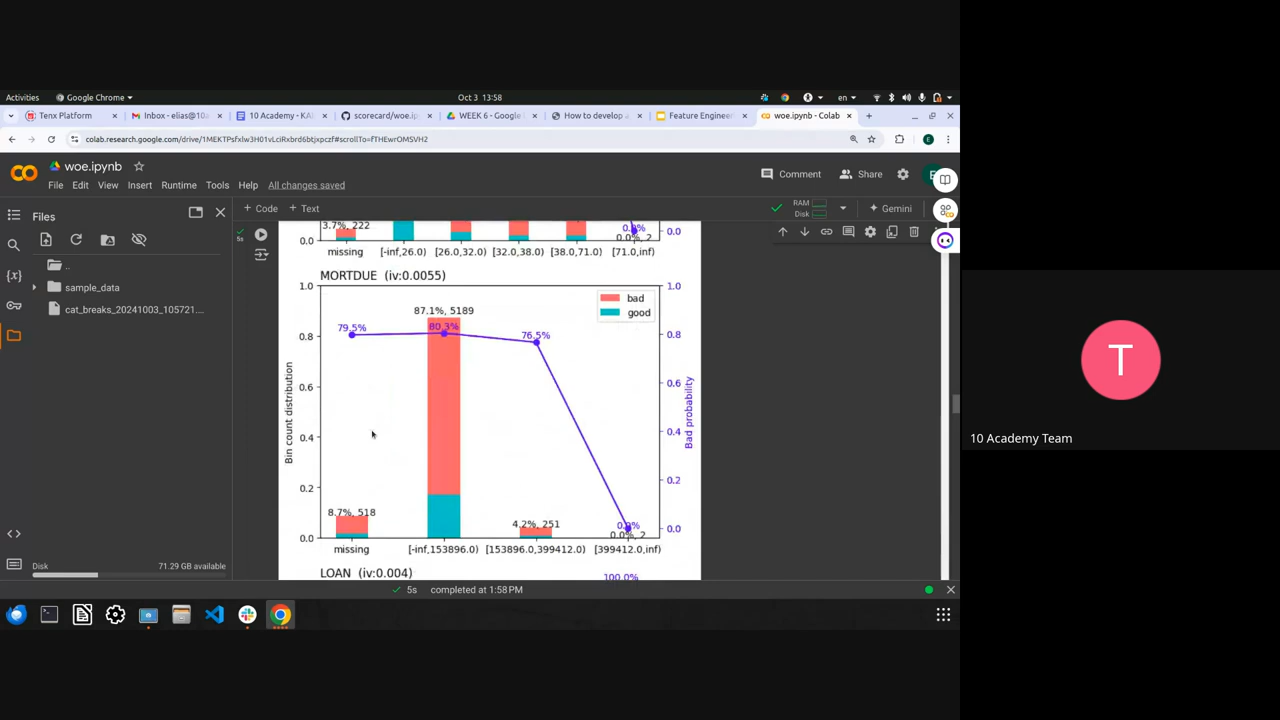 Activities
Google Chrome
Oct 3 13:58
en
Tenx Platform
Inbox - elias@10a
10 Academy - KAI
scorecard/woe.ip
WEEK 6 - Google
How to develop a
Feature Enginee
woe.ipynb - Colab
colab.research.google.com/drive/1MEKTPsfxlw3H01vLciRxbrd6btjxpczf#scrollTo=fTHEwrOMSVH2
woe.ipynb
Comment
Share
File Edit View Insert Runtime Tools Help All changes saved
Files
+ Code + Text
RAM
Disk
Gemini
..
sample_data
cat_breaks_20241003_105721...
5s
3.7%, 222
0.0%
0.0%, 2
0.0
0.0
missing [-inf,26.0) [26.0,32.0) [32.0,38.0) [38.0,71.0) [71.0,inf)
MORTDUE (iv:0.0055)
1.0
0.8
0.6
0.4
0.2
0.0
Bin count distribution
87.1%, 5189
bad
good
79.5%
80.3%
76.5%
8.7%, 518
4.2%, 251
0.0%
0.0%, 2
1.0
0.8
0.6
0.4
0.2
0.0
Bad probability
missing [-inf,153896.0) [153896.0,399412.0) [399412.0,inf)
LOAN (iv:0.004)
100.0%
Disk
71.29 GB available
5s completed at 1:58 PM
T
10 Academy Team